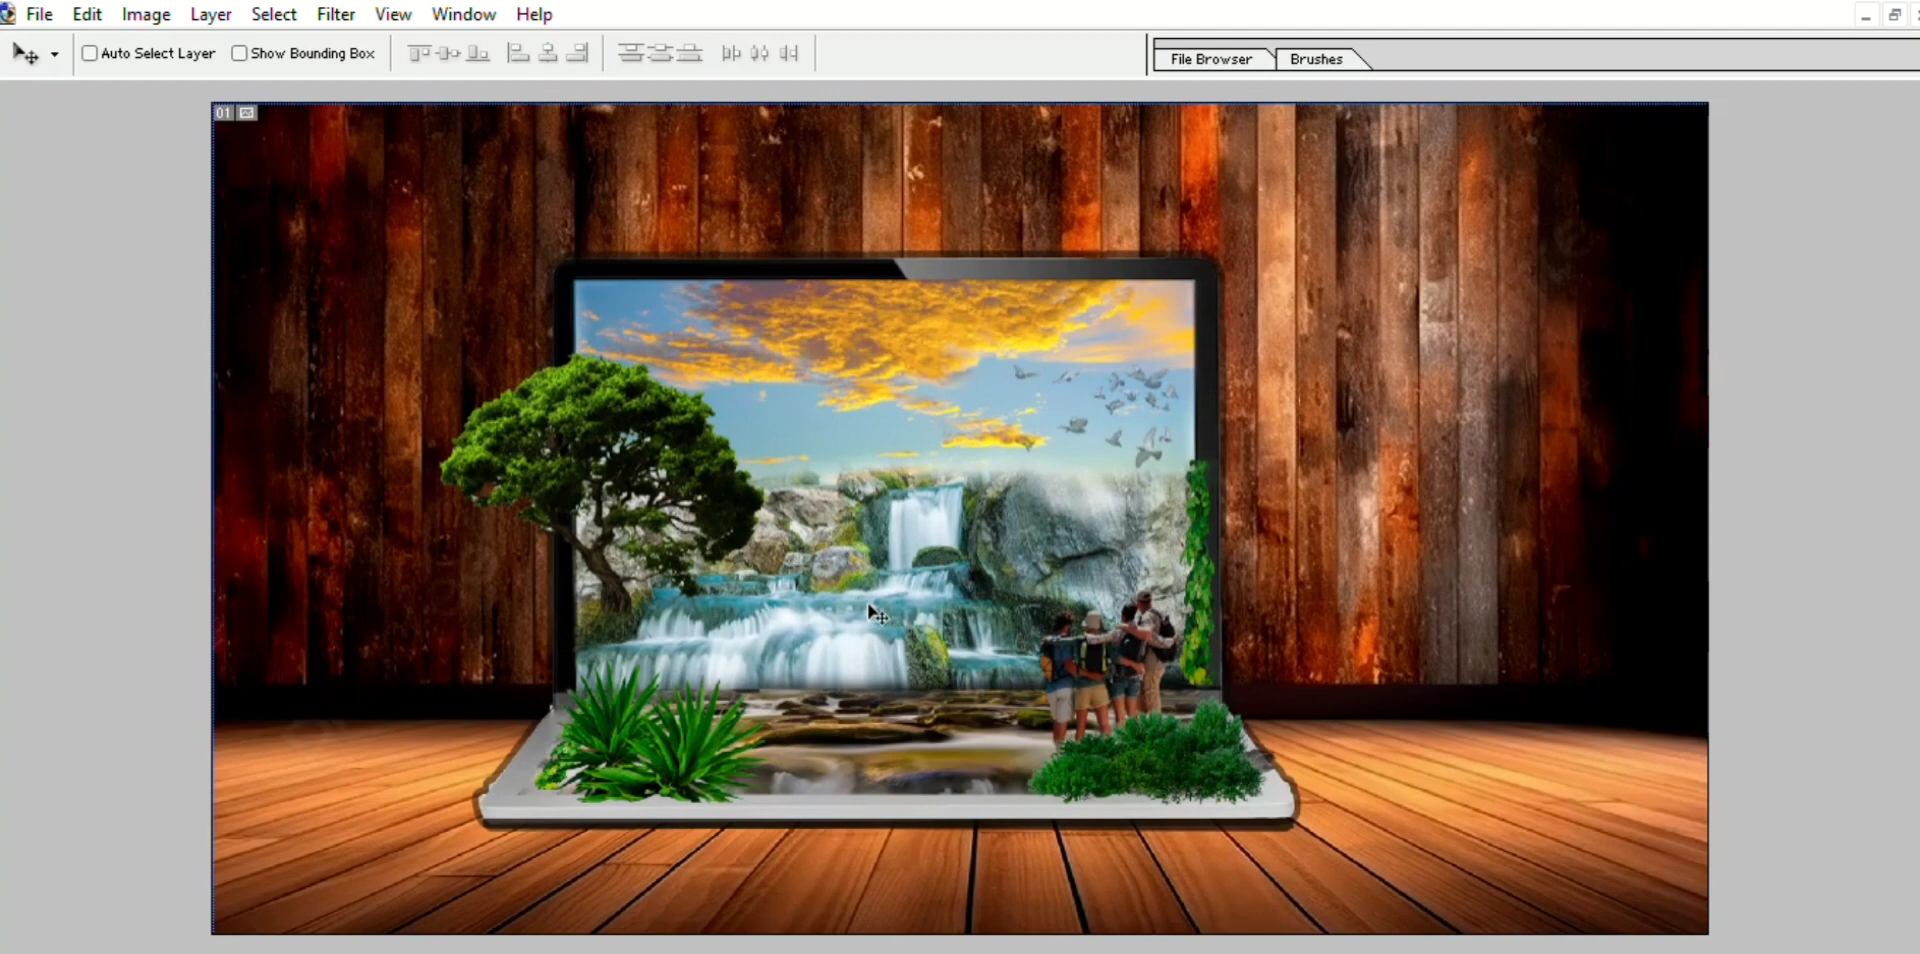 File Edit Image Layer Select Filter View Window Help
Auto Select Layer Show Bounding Box File Browser Brushes
01